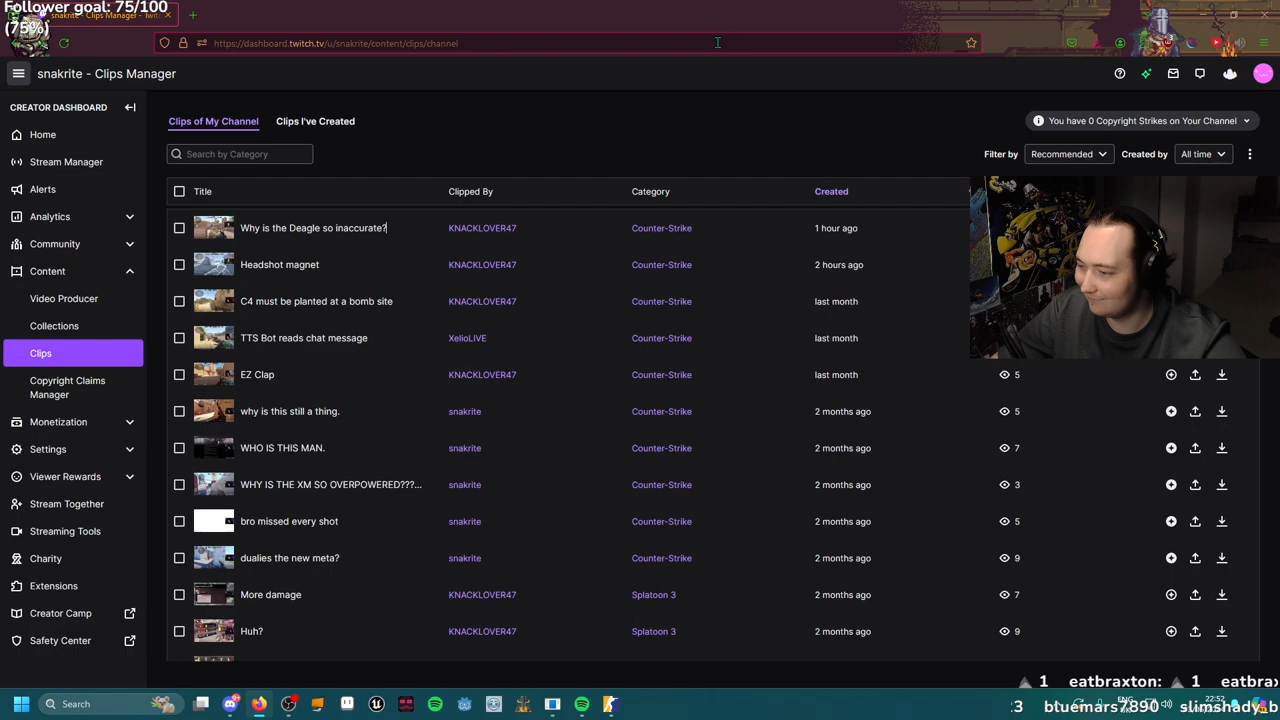 Follower goal: 75/100
(75%)
snakrite - Clips Manager - Twi
https://dashboard.twitch.tv/u/snakrite/content/clips/channel
snakrite - Clips Manager
CREATOR DASHBOARD
Home
Stream Manager
Alerts
Analytics
Community
Content
Video Producer
Collections
Clips
Copyright Claims
Manager
Monetization
Settings
Viewer Rewards
Stream Together
Streaming Tools
Charity
Extensions
Creator Camp
Safety Center
Clips of My Channel
Clips I've Created
You have 0 Copyright Strikes on Your Channel
Search by Category
Filter by
Recommended
Created by
All time
Title Clipped By Category Created
Why is the Deagle so inaccurate? KNACKLOVER47 Counter-Strike 1 hour ago
Headshot magnet KNACKLOVER47 Counter-Strike 2 hours ago
C4 must be planted at a bomb site KNACKLOVER47 Counter-Strike last month
TTS Bot reads chat message XelioLIVE Counter-Strike last month
EZ Clap KNACKLOVER47 Counter-Strike last month 5
why is this still a thing. snakrite Counter-Strike 2 months ago 5
WHO IS THIS MAN. snakrite Counter-Strike 2 months ago 7
WHY IS THE XM SO OVERPOWERED???... snakrite Counter-Strike 2 months ago 3
bro missed every shot snakrite Counter-Strike 2 months ago 5
dualies the new meta? snakrite Counter-Strike 2 months ago 9
More damage KNACKLOVER47 Splatoon 3 2 months ago 7
Huh? KNACKLOVER47 Splatoon 3 2 months ago 9
1 eatbraxton: 1 eatbrax
Search
ENG
22:52
3 bluemars7890 slimshady_b